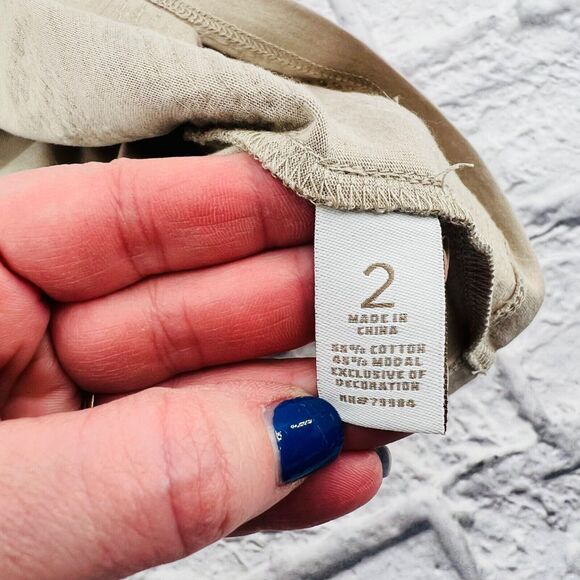 2
MADE IN
CHINA
55% COTTON
45% MODAL
EXCLUSIVE OF
DECORATION
RN#79984